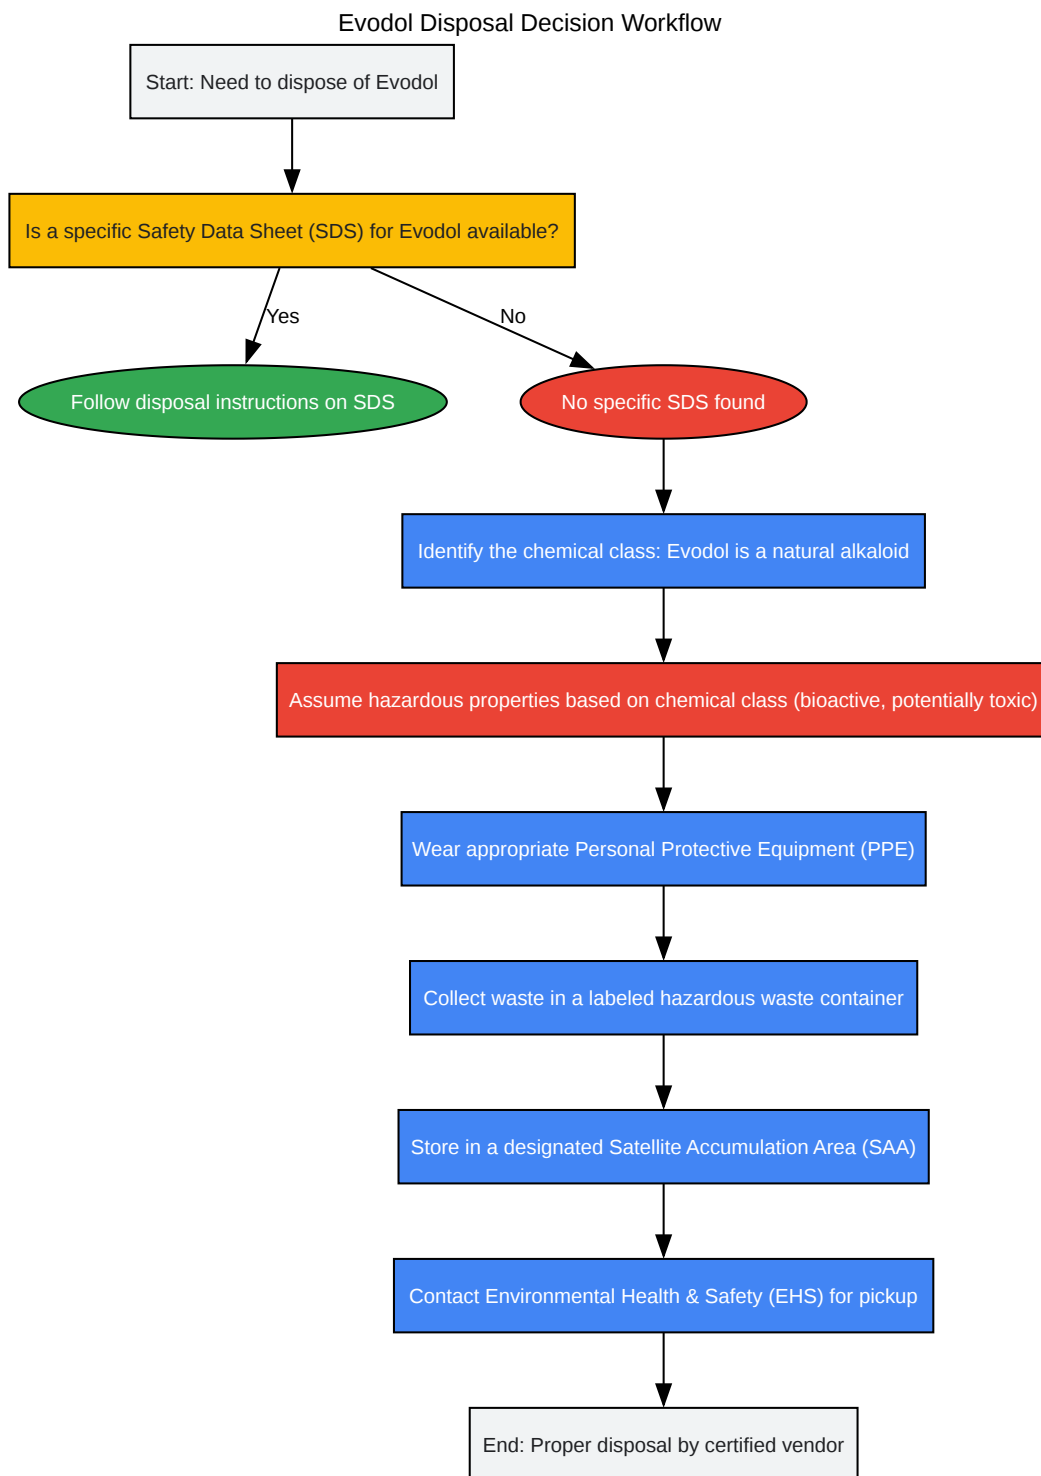 Evodol Disposal Decision Workflow
Start: Need to dispose of Evodol
Is a specific Safety Data Sheet (SDS) for Evodol available?
Yes
No
Follow disposal instructions on SDS
No specific SDS found
Identify the chemical class: Evodol is a natural alkaloid
Assume hazardous properties based on chemical class (bioactive, potentially toxic)
Wear appropriate Personal Protective Equipment (PPE)
Collect waste in a labeled hazardous waste container
Store in a designated Satellite Accumulation Area (SAA)
Contact Environmental Health & Safety (EHS) for pickup
End: Proper disposal by certified vendor